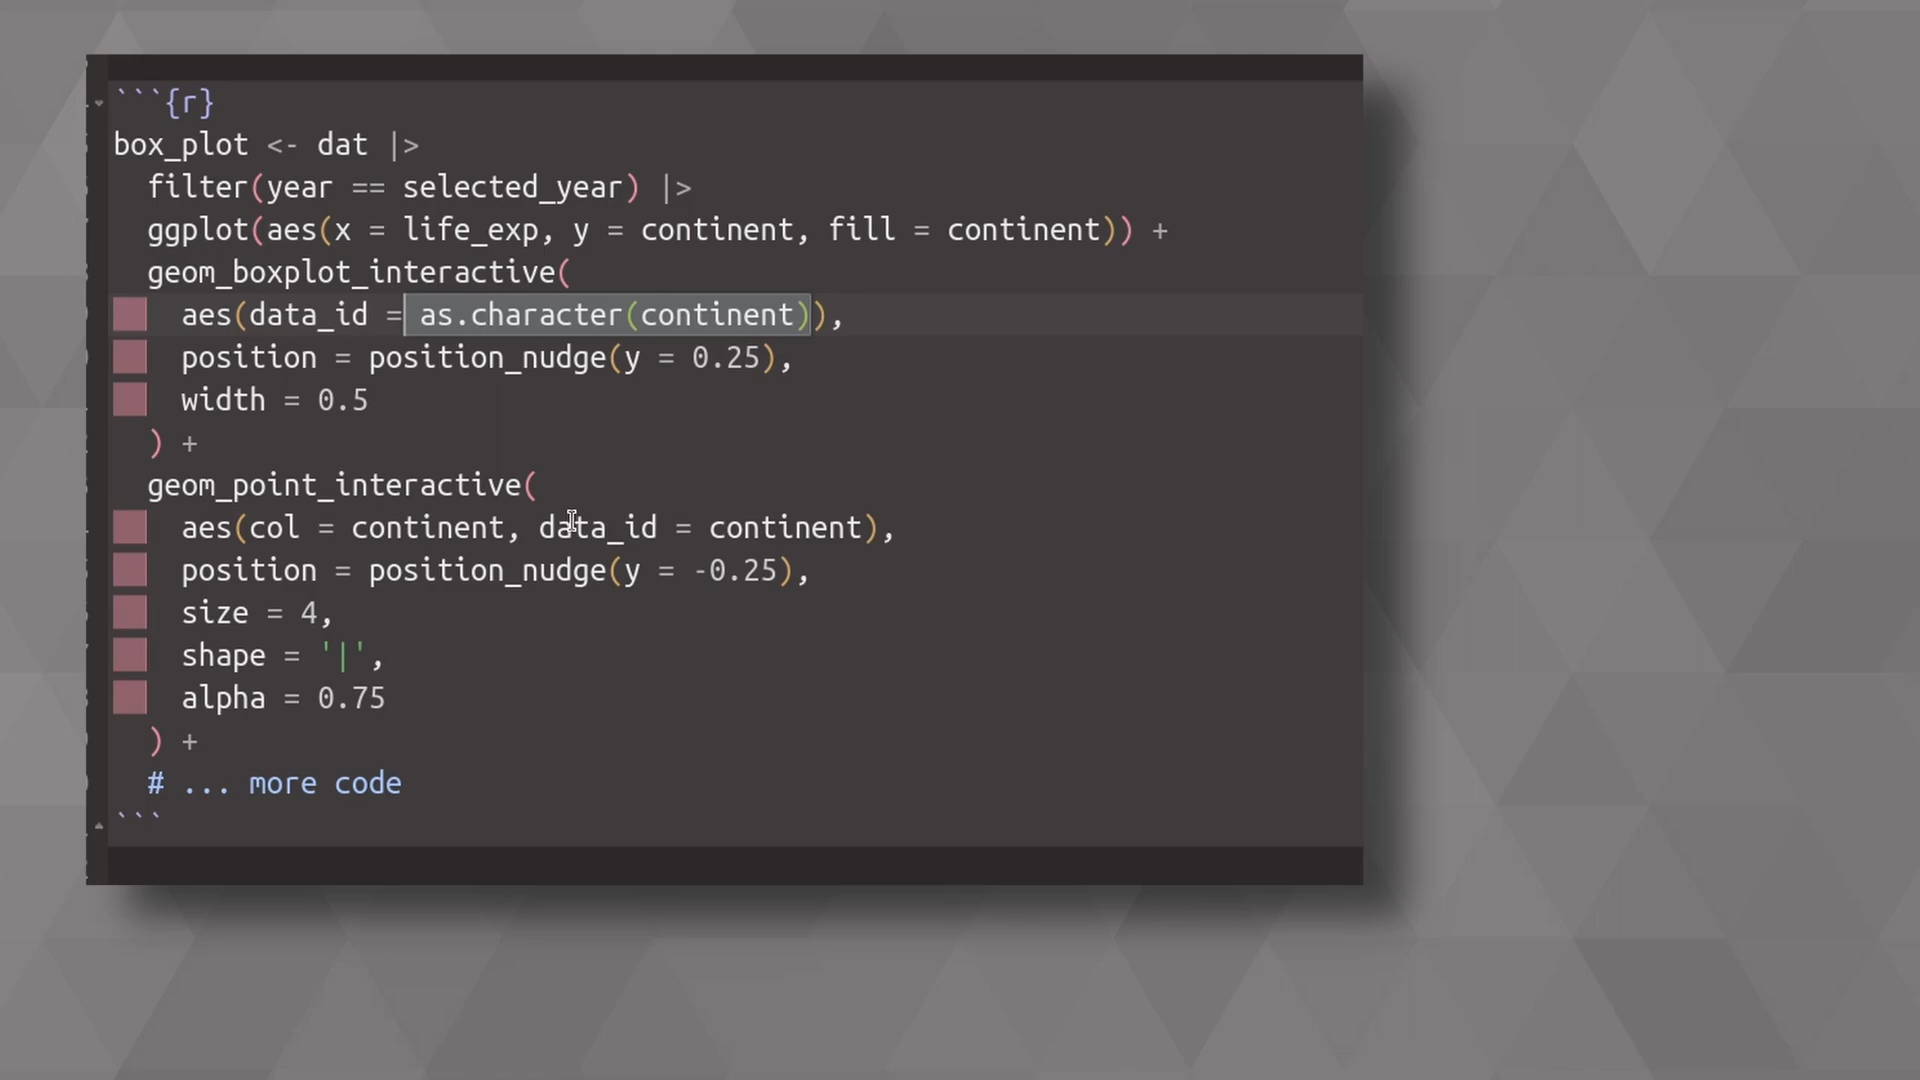 ```{r}
box_plot <- dat |>
  filter(year == selected_year) |>
  ggplot(aes(x = life_exp, y = continent, fill = continent)) +
  geom_boxplot_interactive(
    aes(data_id = as.character(continent)),
    position = position_nudge(y = 0.25),
    width = 0.5
  ) +
  geom_point_interactive(
    aes(col = continent, data_id = continent),
    position = position_nudge(y = -0.25),
    size = 4,
    shape = '|',
    alpha = 0.75
  ) +
  # ... more code
```